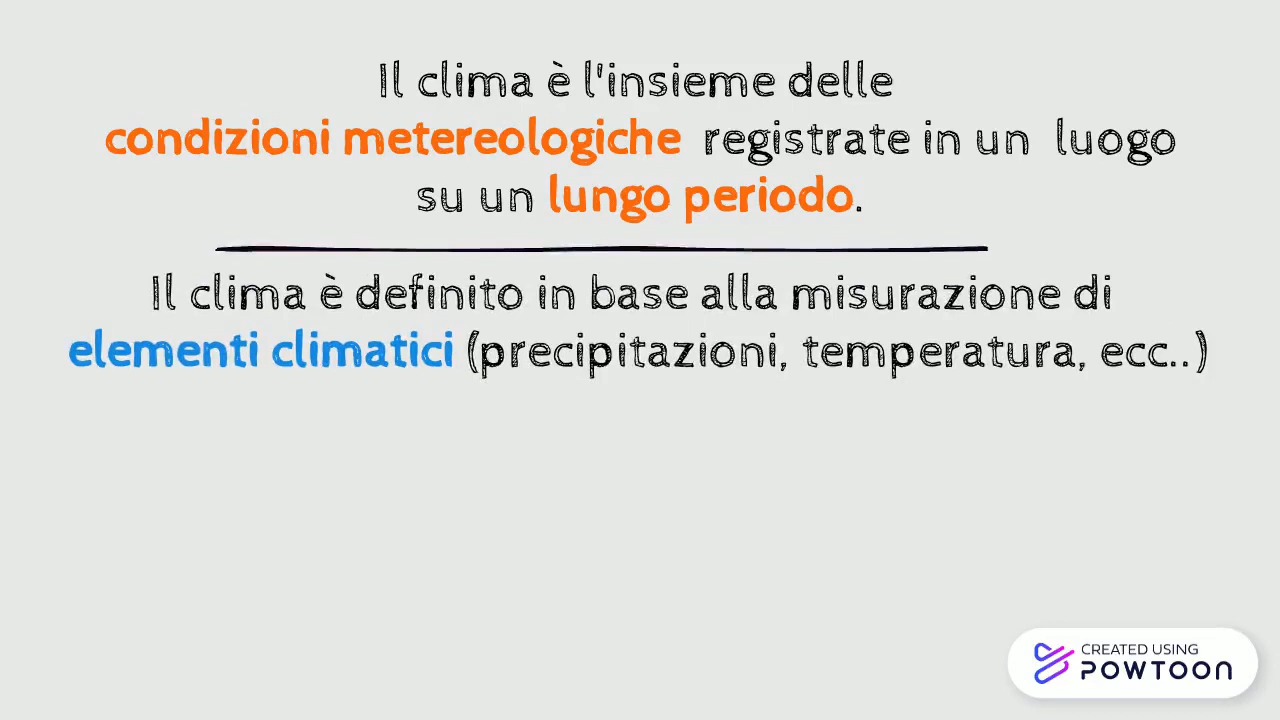 Il clima è l'insieme delle
condizioni metereologiche registrate in un luogo
su un lungo periodo.
Il clima è definito in base alla misurazione di
elementi climatici (precipitazioni, temperatura, ecc..)
CREATED USING
POWTOON